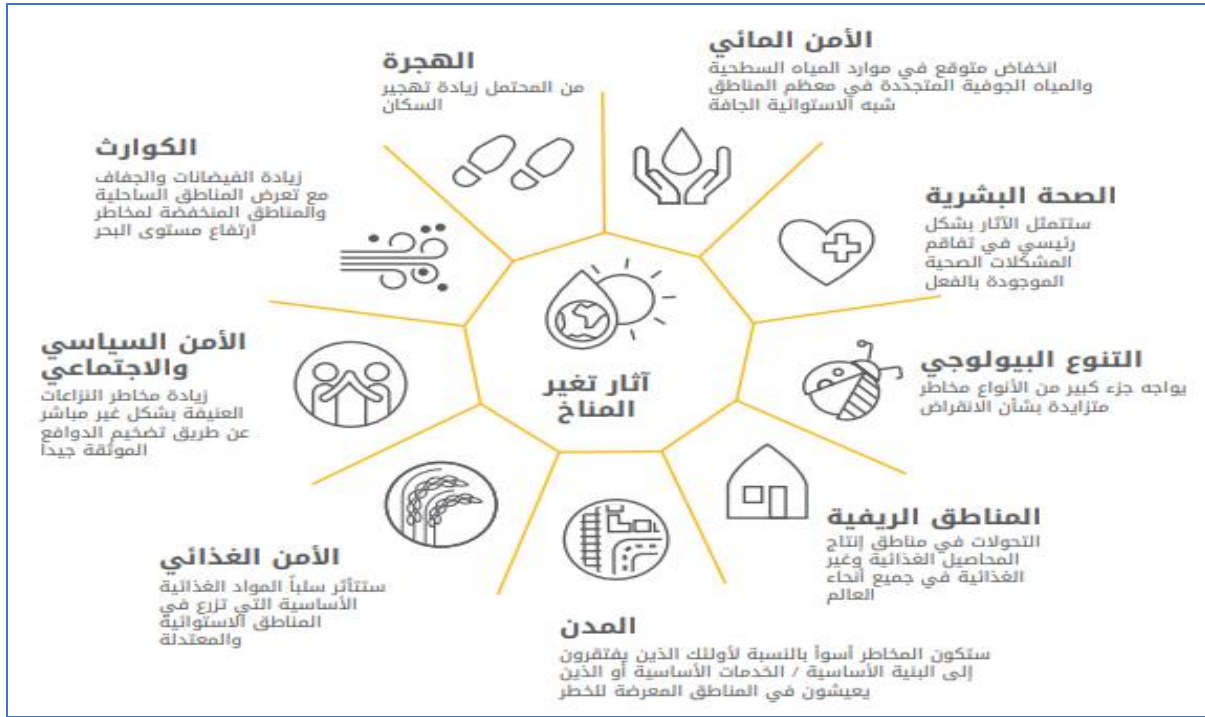 الأمن المائي
انخفاض متوقع في موارد المياه السطحية
والمياه الجوفية المتجددة في معظم المناطق
شبه الاستوائية الجافة
الصحة البشرية
ستتمثل الآثار بشكل
رئيسي في تفاقم
المشكلات الصحية
الموجودة بالفعل
التنوع البيولوجي
يواجه جزء كبير من الأنواع مخاطر
متزايدة بشأن الانقراض
المناطق الريفية
التحولات في مناطق إنتاج
المحاصيل الغذائية وغير
الغذائية في جميع أنحاء
العالم
المدن
ستكون المخاطر أسوأ بالنسبة لأولئك الذين يفتقرون
إلى البنية الأساسية / الخدمات الأساسية أو الذين
يعيشون في المناطق المعرضة للخطر
الأمن الغذائي
ستتأثر سلباً المواد الغذائية
الأساسية التي تزرع في
المناطق الاستوائية
والمعتدلة
الأمن السياسي
والاجتماعي
زيادة مخاطر النزاعات
العنيفة بشكل غير مباشر
عن طريق تضخيم الدوافع
الموثقة جيدا
الكوارث
زيادة الفيضانات والجفاف
مع تعرض المناطق الساحلية
والمناطق المنخفضة لمخاطر
ارتفاع مستوى البحر
الهجرة
من المحتمل زيادة تهجير
السكان
آثار تغير
المناخ